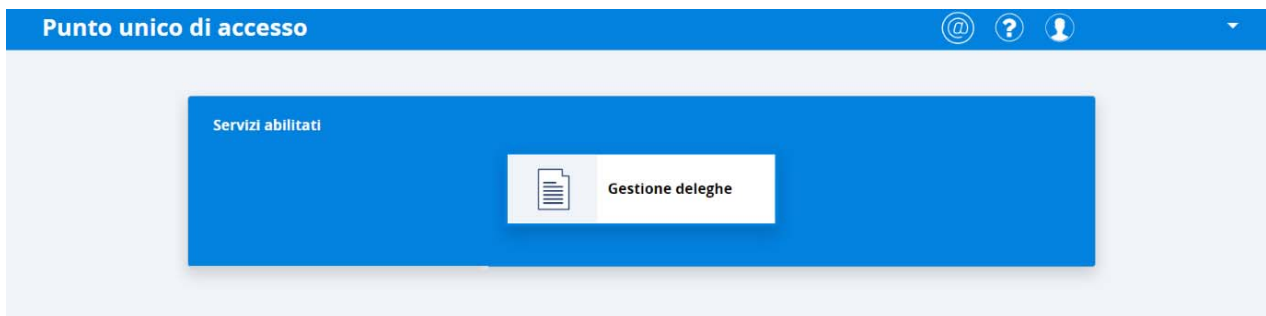 Punto unico di accesso
Servizi abilitati
Gestione deleghe